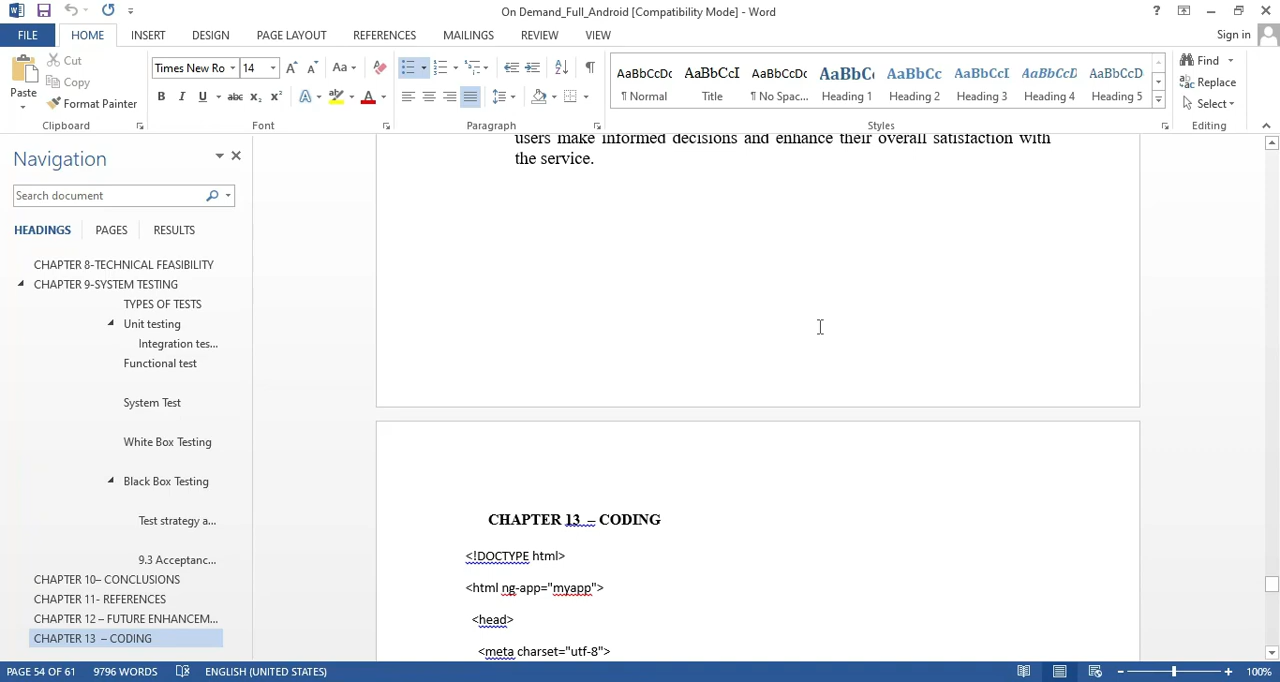 On Demand_Full_Android [Compatibility Mode] - Word
FILE HOME INSERT DESIGN PAGE LAYOUT REFERENCES MAILINGS REVIEW VIEW Sign in
Paste
Cut
Copy
Format Painter
Clipboard
Times New Ro 14
Font
Paragraph
AaBbCcDc AaBbCcI AaBbCcDc AaBbC AaBbCc AaBbCcI AaBbCcD AaBbCcD
¶ Normal Title ¶ No Spac... Heading 1 Heading 2 Heading 3 Heading 4 Heading 5
Styles
Find
Replace
Select
Editing
Navigation
Search document
HEADINGS PAGES RESULTS
CHAPTER 8-TECHNICAL FEASIBILITY
CHAPTER 9-SYSTEM TESTING
TYPES OF TESTS
Unit testing
Integration tes...
Functional test
System Test
White Box Testing
Black Box Testing
Test strategy a...
9.3 Acceptanc...
CHAPTER 10– CONCLUSIONS
CHAPTER 11- REFERENCES
CHAPTER 12 – FUTURE ENHANCEM...
CHAPTER 13 – CODING
users make informed decisions and enhance their overall satisfaction with
the service.
CHAPTER 13 – CODING
<!DOCTYPE html>
<html ng-app="myapp">
<head>
<meta charset="utf-8">
PAGE 54 OF 61 9796 WORDS ENGLISH (UNITED STATES) 100%